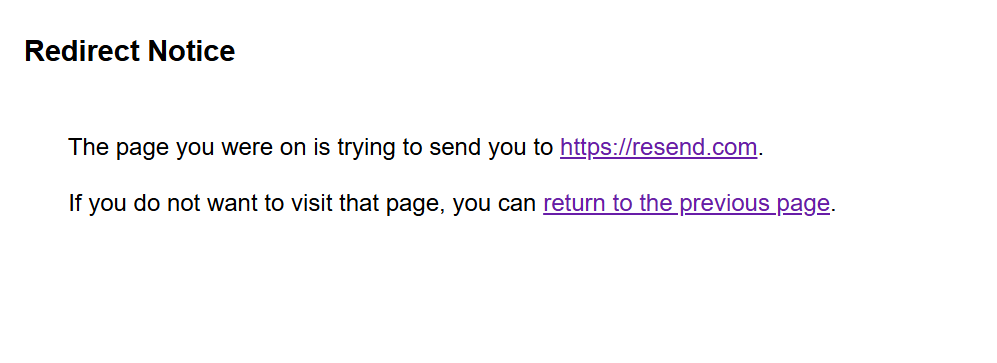 Redirect Notice
The page you were on is trying to send you to https://resend.com.
If you do not want to visit that page, you can return to the previous page.